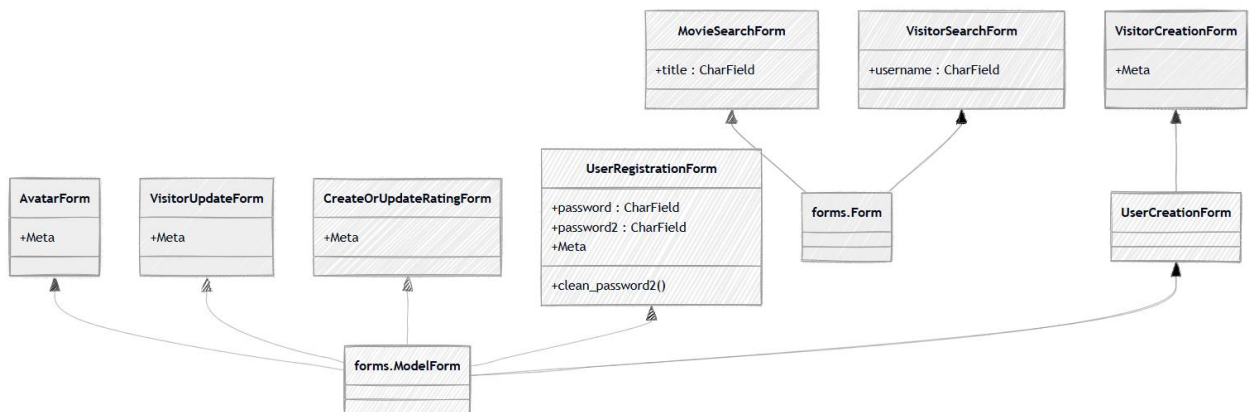 MovieSearchForm
+title : CharField
VisitorSearchForm
+username : CharField
VisitorCreationForm
+Meta
AvatarForm
+Meta
VisitorUpdateForm
+Meta
CreateOrUpdateRatingForm
+Meta
UserRegistrationForm
+password : CharField
+password2 : CharField
+Meta
+clean_password2()
forms.Form
UserCreationForm
forms.ModelForm